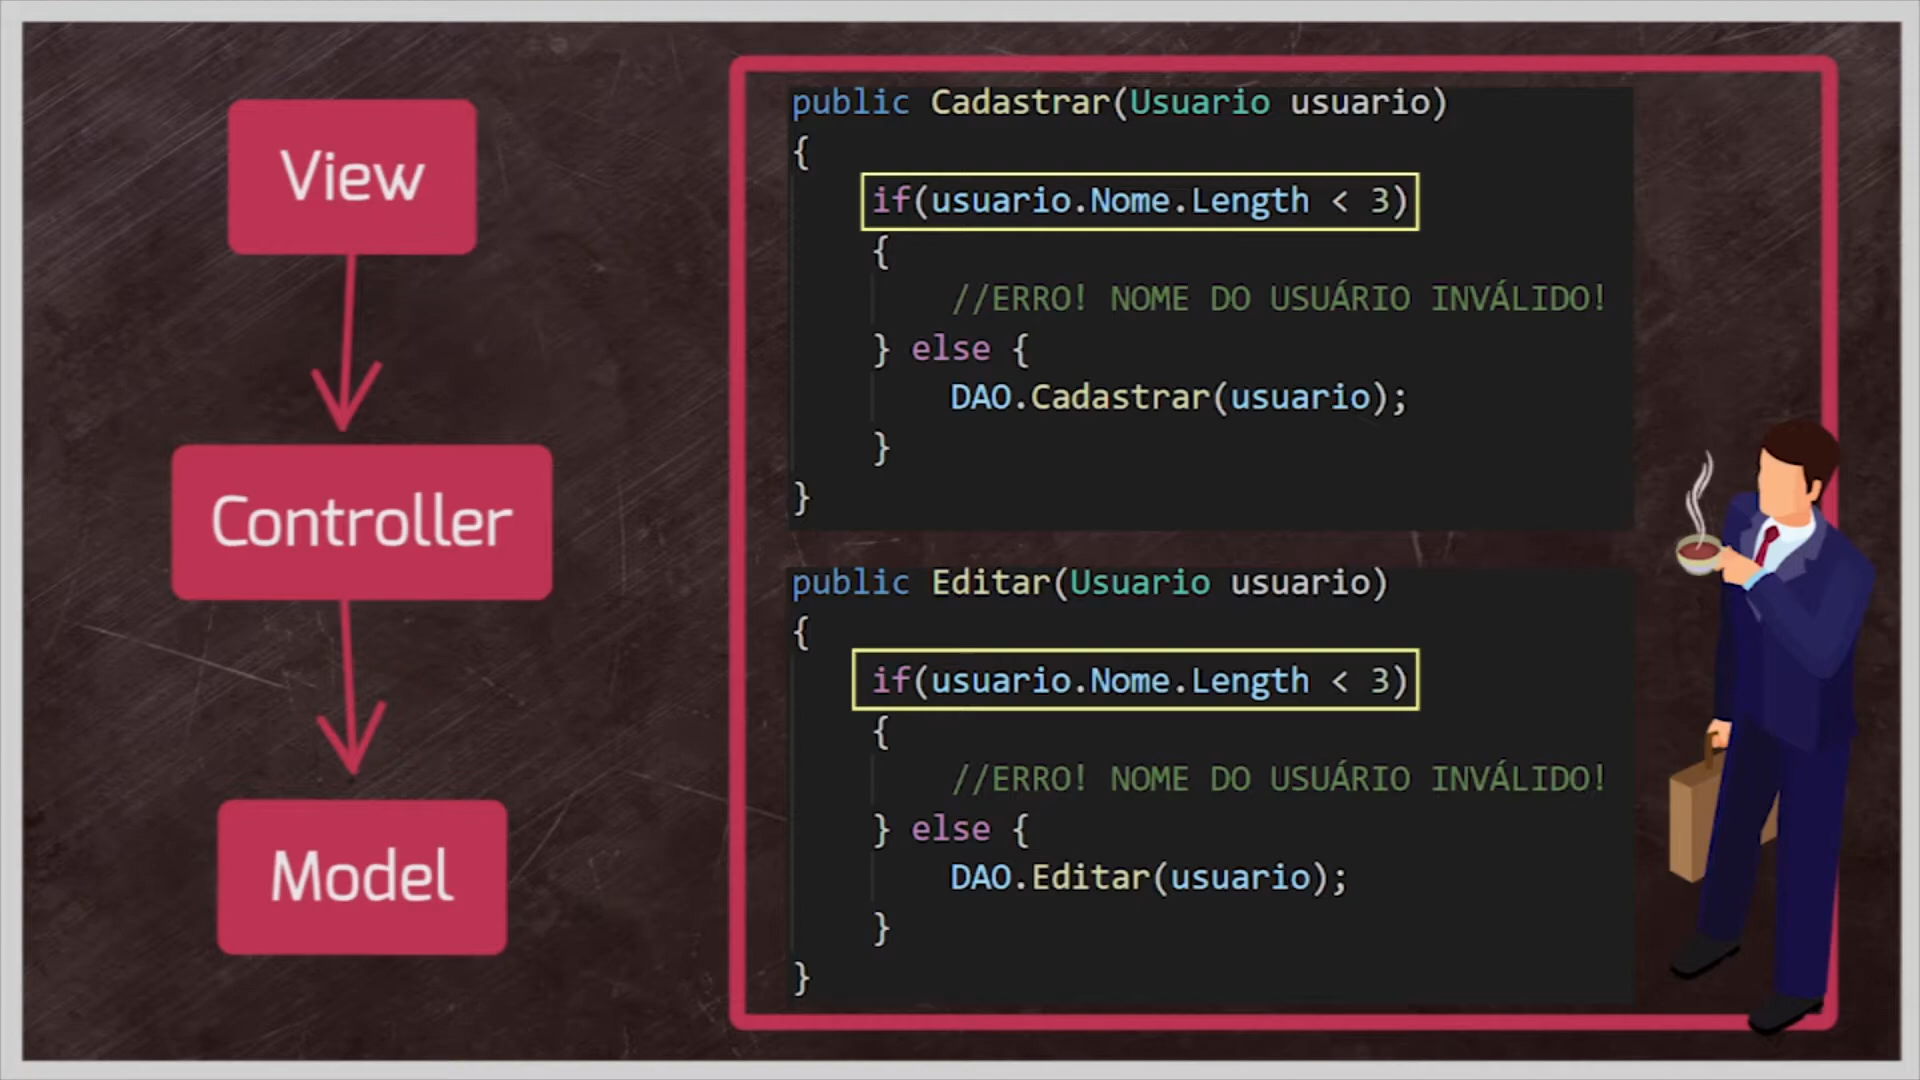 View
Controller
Model
public Cadastrar(Usuario usuario)
{
if(usuario.Nome.Length < 3)
{
//ERRO! NOME DO USUÁRIO INVÁLIDO!
} else {
DAO.Cadastrar(usuario);
}
}
public Editar(Usuario usuario)
{
if(usuario.Nome.Length < 3)
{
//ERRO! NOME DO USUÁRIO INVÁLIDO!
} else {
DAO.Editar(usuario);
}
}